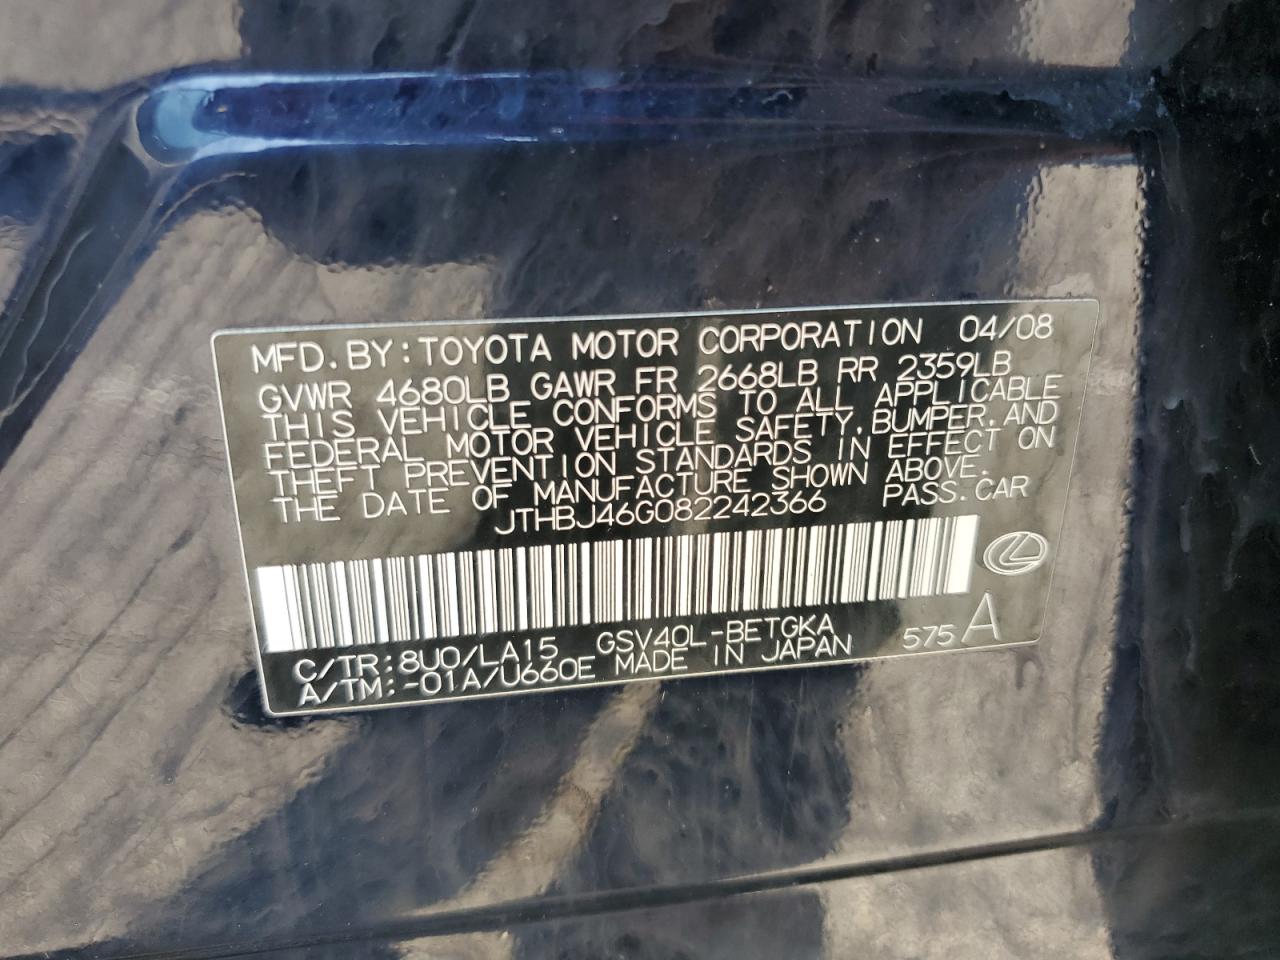 MFD.BY:TOYOTA MOTOR CORPORATION 04/08
GVWR 4680LB GAWR FR 2668LB RR 2359LB
THIS VEHICLE CONFORMS TO ALL APPLICABLE
FEDERAL MOTOR VEHICLE SAFETY,BUMPER,AND
THEFT PREVENTION STANDARDS IN EFFECT ON
THE DATE OF MANUFACTURE SHOWN ABOVE.
JTHBJ46G082242366 PASS.CAR
C/TR:8U0/LA15 GSV40L-BETGKA 575 A
A/TM:-01A/U660E MADE IN JAPAN